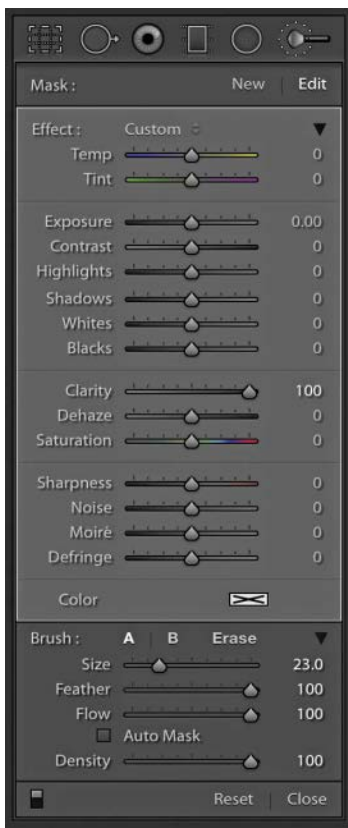 Mask : New Edit
Effect : Custom
Temp 0
Tint 0
Exposure 0.00
Contrast 0
Highlights 0
Shadows 0
Whites 0
Blacks 0
Clarity 100
Dehaze 0
Saturation 0
Sharpness 0
Noise 0
Moiré 0
Defringe 0
Color
Brush : A B Erase
Size 23.0
Feather 100
Flow 100
Auto Mask
Density 100
Reset Close